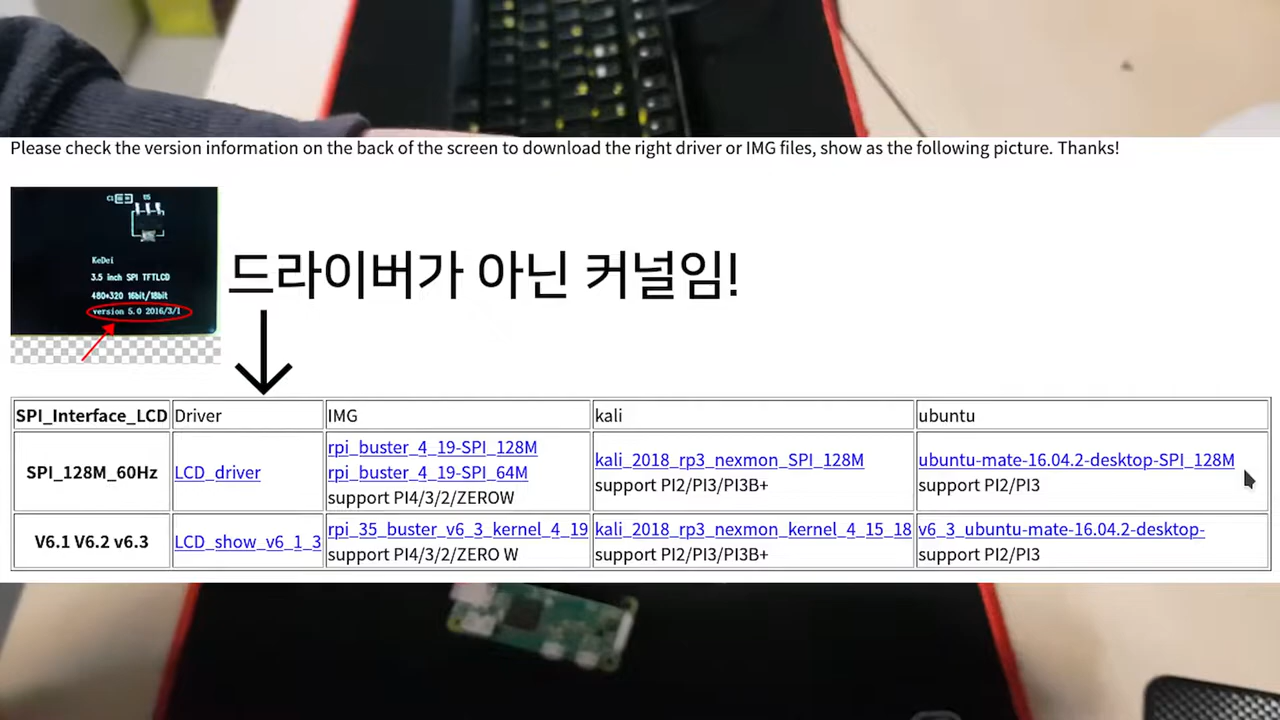 Please check the version information on the back of the screen to download the right driver or IMG files, show as the following picture. Thanks!
C1
U5
KeDei
3.5 inch SPI TFTLCD
480*320 16bit/18bit
version 5.0 2016/3/1
드라이버가 아닌 커널임!
SPI_Interface_LCD Driver IMG kali ubuntu
SPI_128M_60Hz LCD_driver
rpi_buster_4_19-SPI_128M
rpi_buster_4_19-SPI_64M
support PI4/3/2/ZEROW
kali_2018_rp3_nexmon_SPI_128M
support PI2/PI3/PI3B+
ubuntu-mate-16.04.2-desktop-SPI_128M
support PI2/PI3
V6.1 V6.2 v6.3 LCD_show_v6_1_3
rpi_35_buster_v6_3_kernel_4_19
support PI4/3/2/ZERO W
kali_2018_rp3_nexmon_kernel_4_15_18
support PI2/PI3/PI3B+
v6_3_ubuntu-mate-16.04.2-desktop-
support PI2/PI3